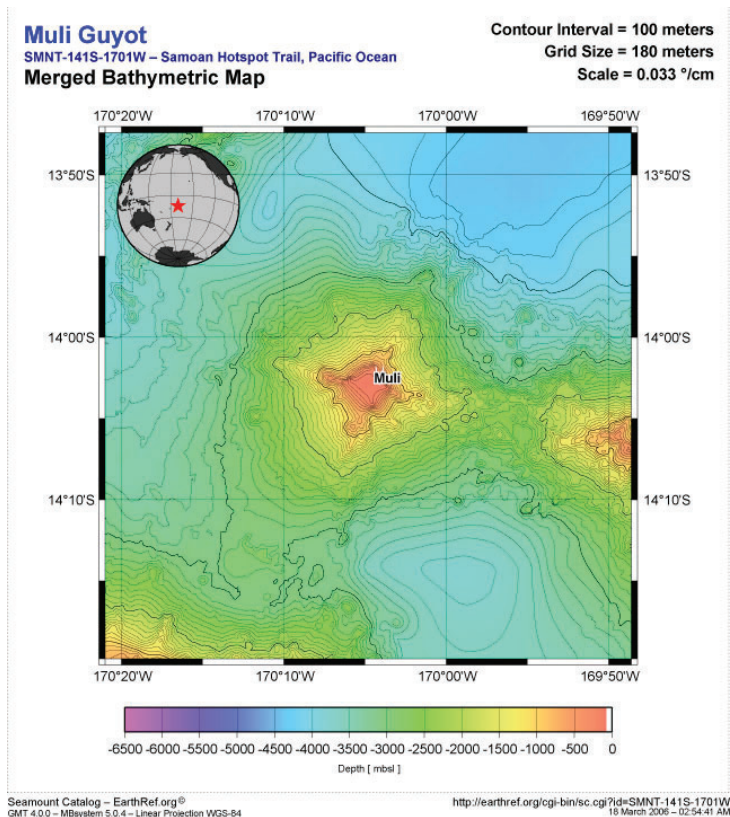 Muli Guyot
SMNT-141S-1701W – Samoan Hotspot Trail, Pacific Ocean
Merged Bathymetric Map
Contour Interval = 100 meters
Grid Size = 180 meters
Scale = 0.033 °/cm
170°20'W 170°10'W 170°00'W 169°50'W
13°50'S 13°50'S
14°00'S 14°00'S
Muli
14°10'S 14°10'S
170°20'W 170°10'W 170°00'W 169°50'W
-6500 -6000 -5500 -5000 -4500 -4000 -3500 -3000 -2500 -2000 -1500 -1000 -500 0
Depth [ mbsl ]
Seamount Catalog – EarthRef.org©
GMT 4.0.0 – MBsystem 5.0.4 – Linear Projection WGS-84
http://earthref.org/cgi-bin/sc.cgi?id=SMNT-141S-1701W
18 March 2006 – 02:54:41 AM